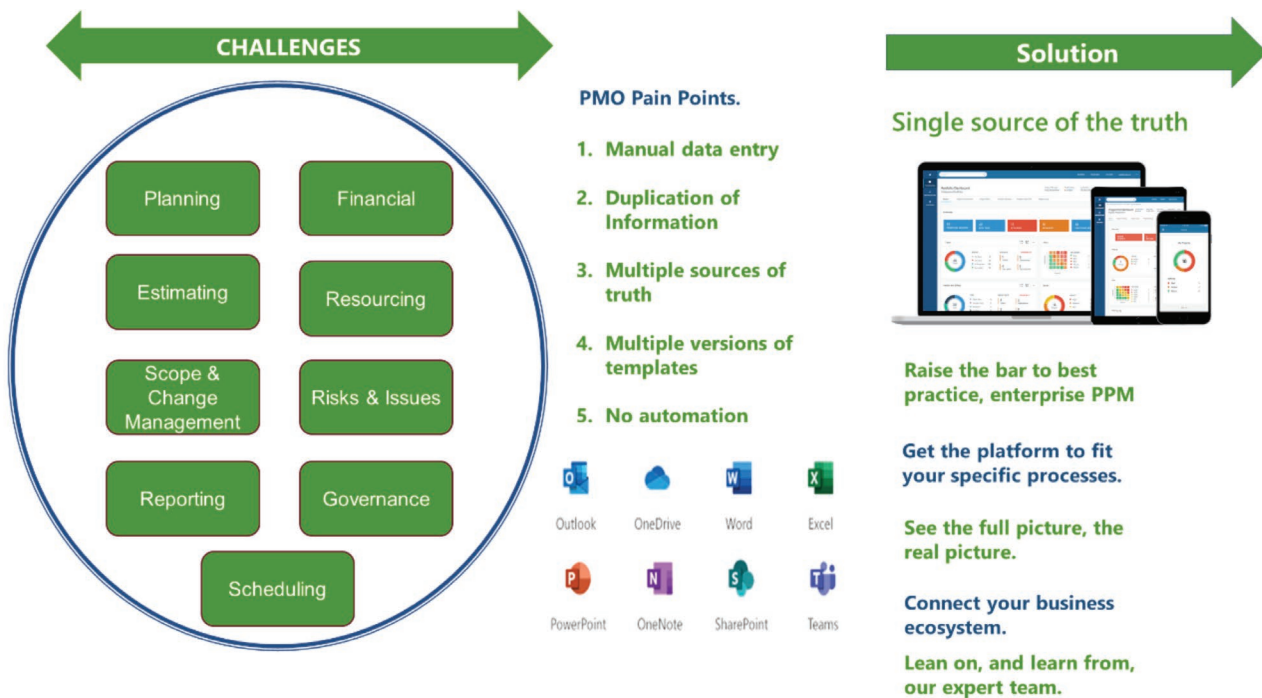 CHALLENGES
Planning
Financial
Estimating
Resourcing
Scope &
Change
Management
Risks & Issues
Reporting
Governance
Scheduling
PMO Pain Points.
1. Manual data entry
2. Duplication of
Information
3. Multiple sources of
truth
4. Multiple versions of
templates
5. No automation
Outlook
OneDrive
Word
Excel
PowerPoint
OneNote
SharePoint
Teams
Solution
Single source of the truth
Raise the bar to best
practice, enterprise PPM
Get the platform to fit
your specific processes.
See the full picture, the
real picture.
Connect your business
ecosystem.
Lean on, and learn from,
our expert team.